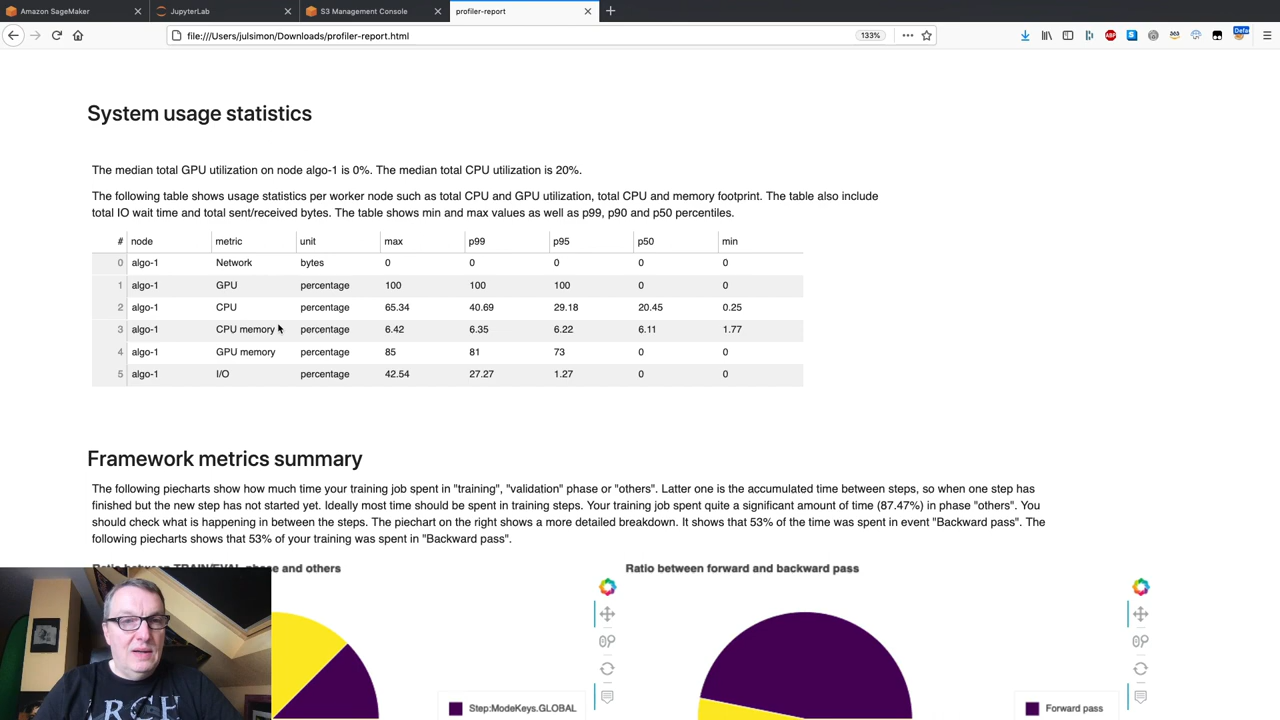 Amazon SageMaker
JupyterLab
S3 Management Console
profiler-report
file:///Users/julsimon/Downloads/profiler-report.html
133%
ABP
Defa
System usage statistics
The median total GPU utilization on node algo-1 is 0%. The median total CPU utilization is 20%.
The following table shows usage statistics per worker node such as total CPU and GPU utilization, total CPU and memory footprint. The table also include
total IO wait time and total sent/received bytes. The table shows min and max values as well as p99, p90 and p50 percentiles.
# node metric unit max p99 p95 p50 min
0 algo-1 Network bytes 0 0 0 0 0
1 algo-1 GPU percentage 100 100 100 0 0
2 algo-1 CPU percentage 65.34 40.69 29.18 20.45 0.25
3 algo-1 CPU memory percentage 6.42 6.35 6.22 6.11 1.77
4 algo-1 GPU memory percentage 85 81 73 0 0
5 algo-1 I/O percentage 42.54 27.27 1.27 0 0
Framework metrics summary
The following piecharts show how much time your training job spent in "training", "validation" phase or "others". Latter one is the accumulated time between steps, so when one step has
finished but the new step has not started yet. Ideally most time should be spent in training steps. Your training job spent quite a significant amount of time (87.47%) in phase "others". You
should check what is happening in between the steps. The piechart on the right shows a more detailed breakdown. It shows that 53% of the time was spent in event "Backward pass". The
following piecharts shows that 53% of your training was spent in "Backward pass".
Ratio between TRAIN/EVAL phase and others
Ratio between forward and backward pass
Step:ModeKeys.GLOBAL
Forward pass